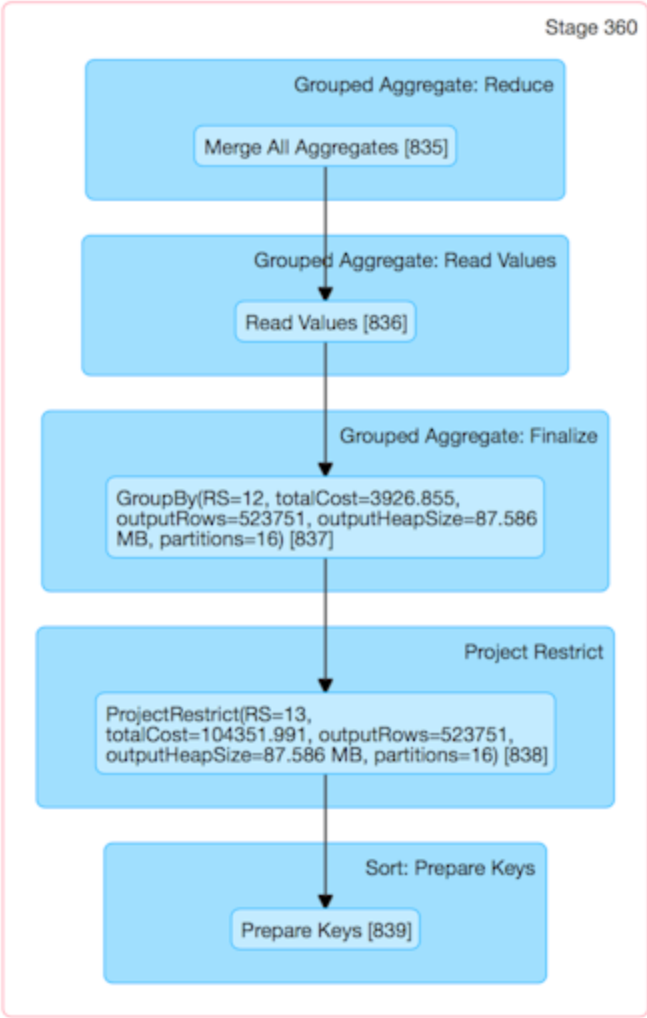 Stage 360
Grouped Aggregate: Reduce
Merge All Aggregates [835]
Grouped Aggregate: Read Values
Read Values [836]
Grouped Aggregate: Finalize
GroupBy(RS=12, totalCost=3926.855,
outputRows=523751, outputHeapSize=87.586
MB, partitions=16) [837]
Project Restrict
ProjectRestrict(RS=13,
totalCost=104351.991, outputRows=523751,
outputHeapSize=87.586 MB, partitions=16) [838]
Sort: Prepare Keys
Prepare Keys [839]